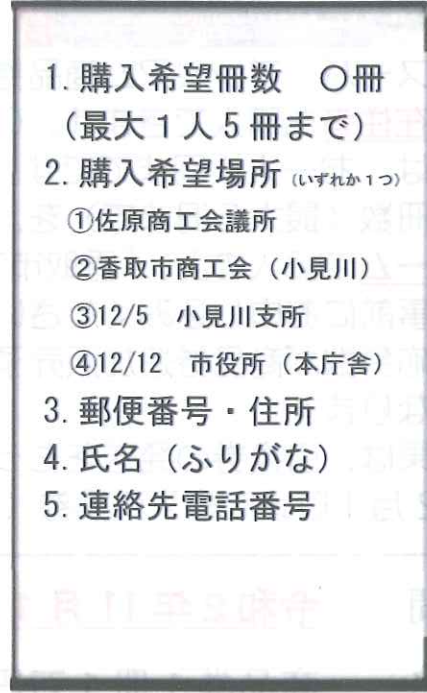 1. 購入希望冊数　〇冊
（最大１人５冊まで）
2. 購入希望場所（いずれか１つ）
①佐原商工会議所
②香取市商工会（小見川）
③12/5　小見川支所
④12/12　市役所（本庁舎）
3. 郵便番号・住所
4. 氏名（ふりがな）
5. 連絡先電話番号